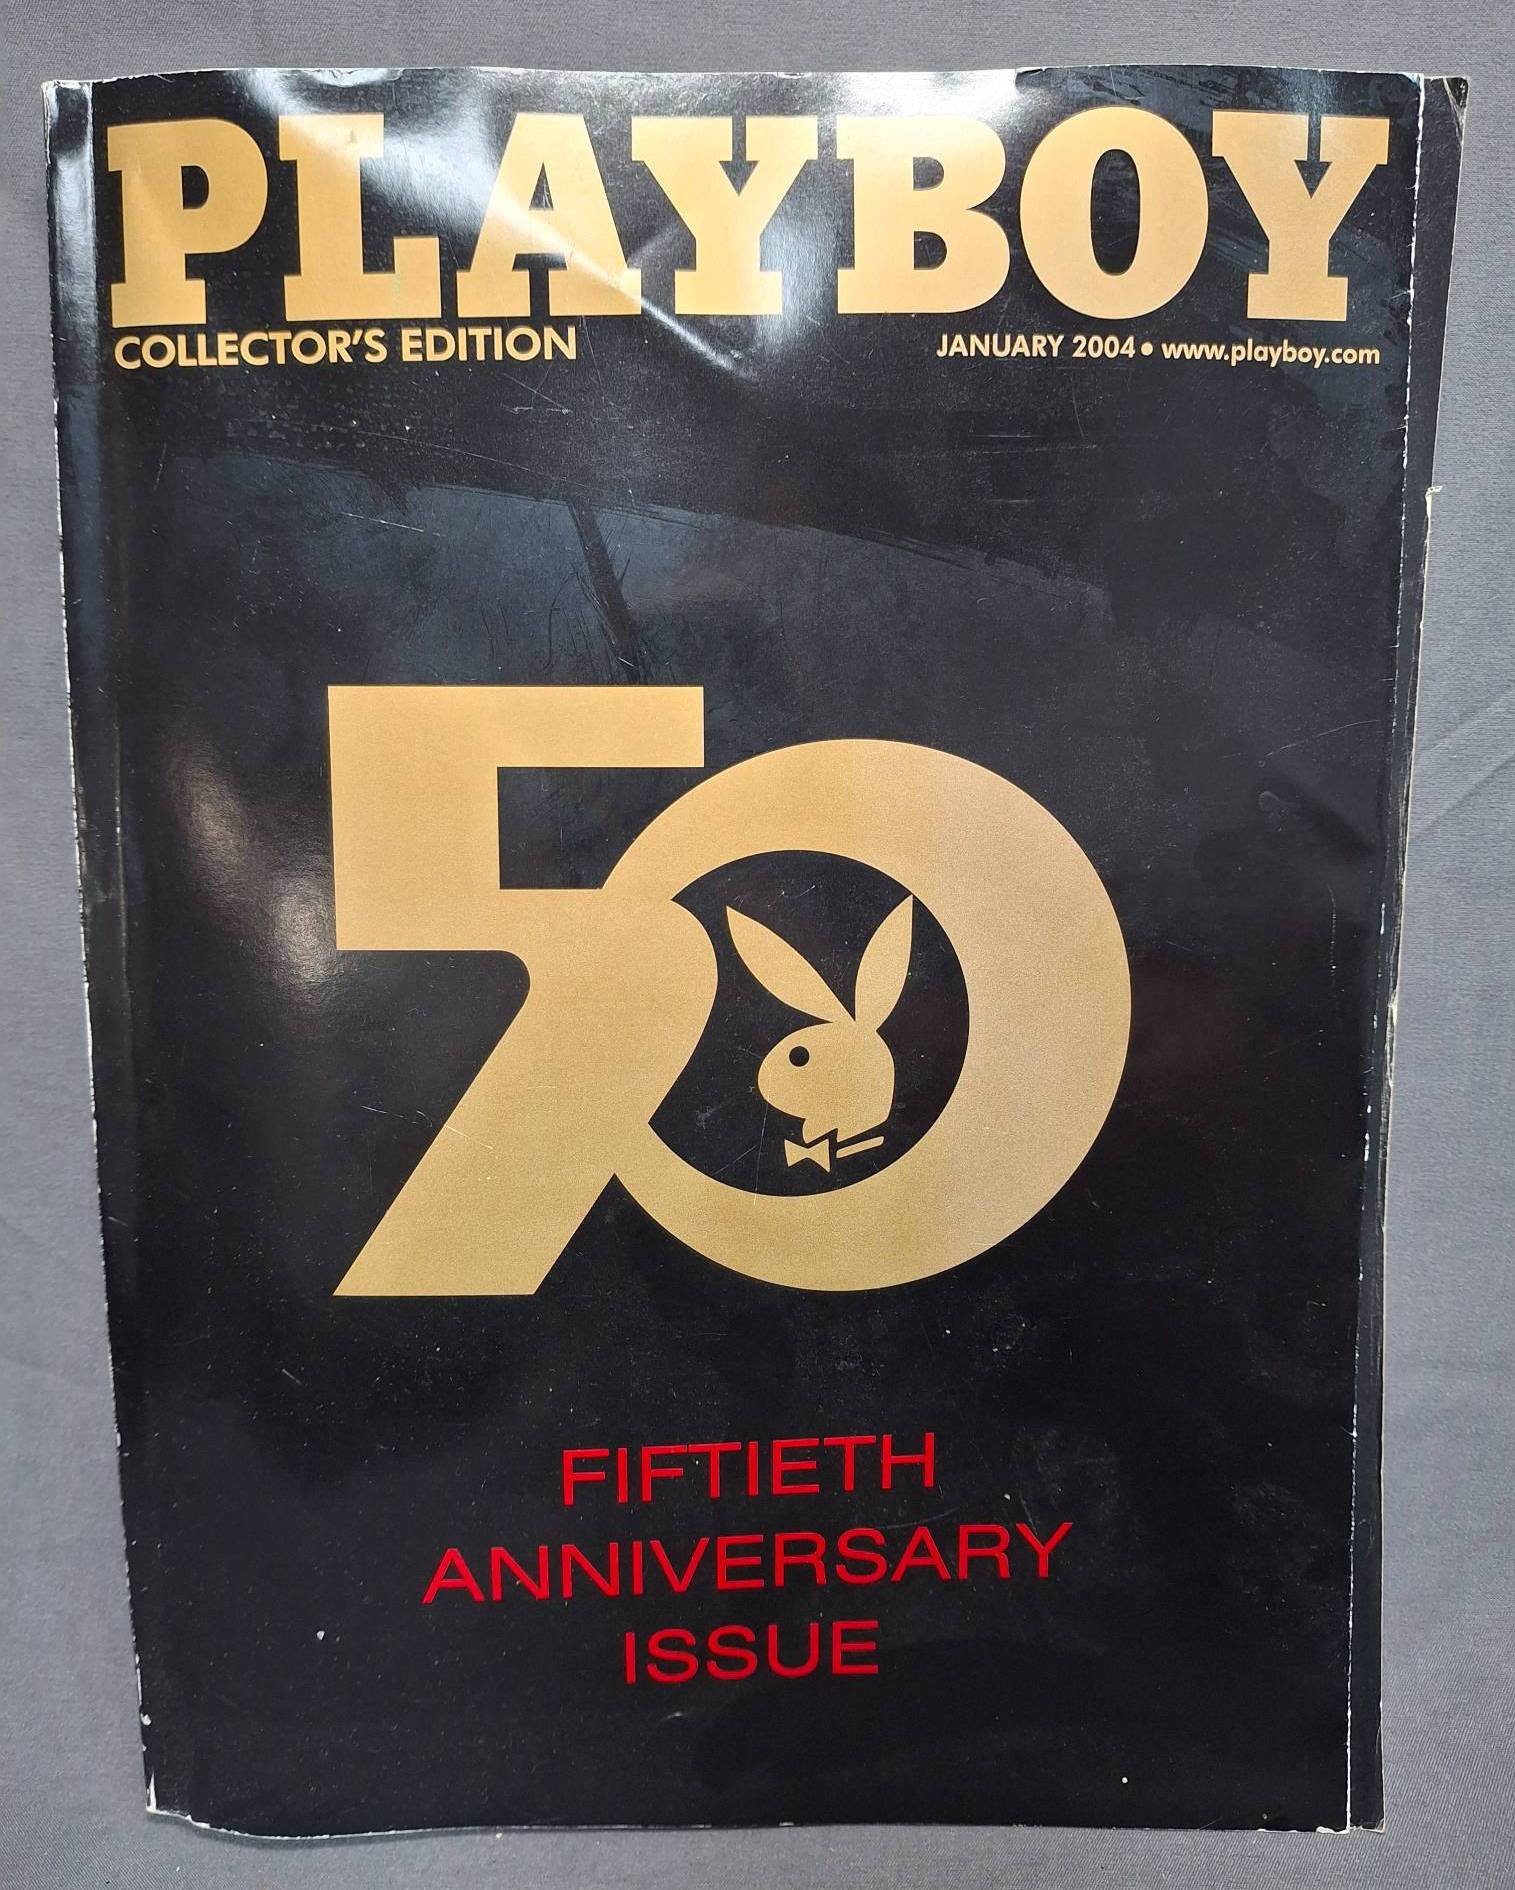 PLAYBOY
COLLECTOR'S EDITION
JANUARY 2004 • www.playboy.com
50
FIFTIETH
ANNIVERSARY
ISSUE